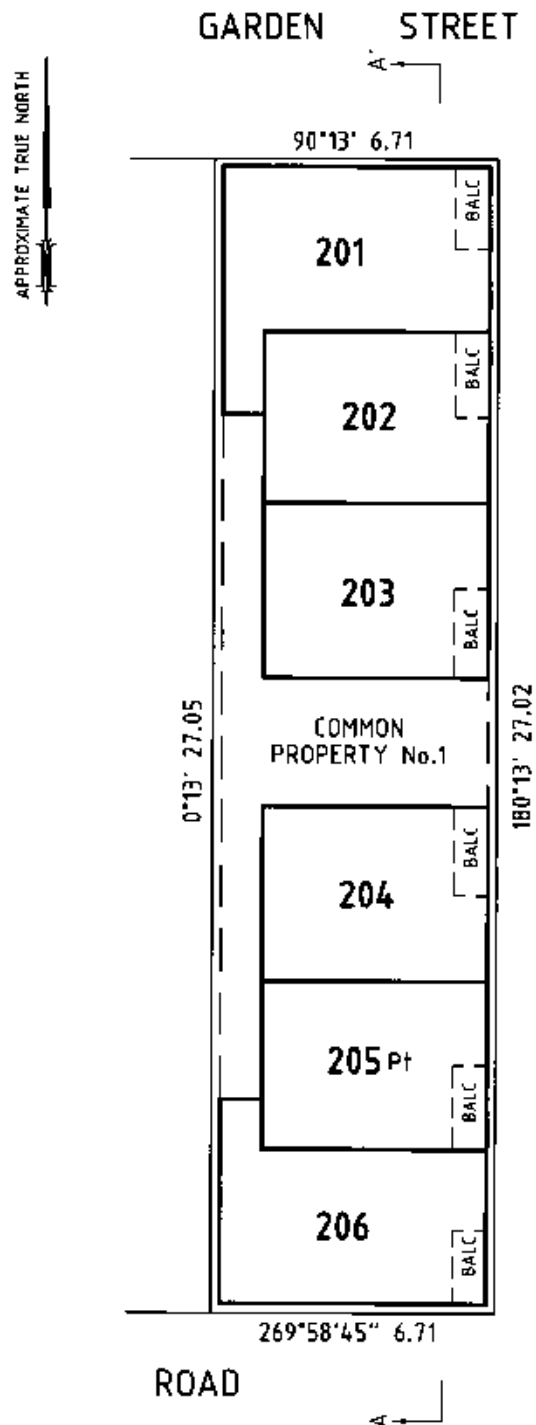 GARDEN STREET
A'
APPROXIMATE TRUE NORTH
90°13' 6.71
BALC
201
BALC
202
203
BALC
0°13' 27.05
COMMON
PROPERTY No.1
180°13' 27.02
BALC
204
205 Pt
BALC
206
BALC
269°58'45" 6.71
ROAD
A